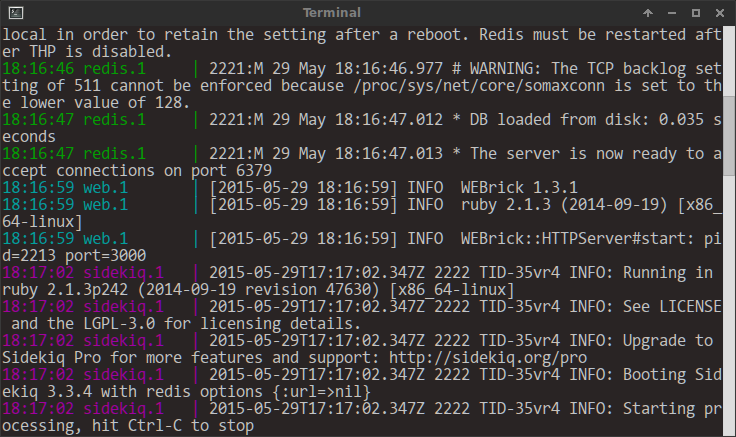 Terminal
local in order to retain the setting after a reboot. Redis must be restarted aft
er THP is disabled.
18:16:46 redis.1    | 2221:M 29 May 18:16:46.977 # WARNING: The TCP backlog set
ting of 511 cannot be enforced because /proc/sys/net/core/somaxconn is set to th
e lower value of 128.
18:16:47 redis.1    | 2221:M 29 May 18:16:47.012 * DB loaded from disk: 0.035 s
econds
18:16:47 redis.1    | 2221:M 29 May 18:16:47.013 * The server is now ready to a
ccept connections on port 6379
18:16:59 web.1      | [2015-05-29 18:16:59] INFO  WEBrick 1.3.1
18:16:59 web.1      | [2015-05-29 18:16:59] INFO  ruby 2.1.3 (2014-09-19) [x86_
64-linux]
18:16:59 web.1      | [2015-05-29 18:16:59] INFO  WEBrick::HTTPServer#start: pi
d=2213 port=3000
18:17:02 sidekiq.1  | 2015-05-29T17:17:02.347Z 2222 TID-35vr4 INFO: Running in
ruby 2.1.3p242 (2014-09-19 revision 47630) [x86_64-linux]
18:17:02 sidekiq.1  | 2015-05-29T17:17:02.347Z 2222 TID-35vr4 INFO: See LICENSE
 and the LGPL-3.0 for licensing details.
18:17:02 sidekiq.1  | 2015-05-29T17:17:02.347Z 2222 TID-35vr4 INFO: Upgrade to
Sidekiq Pro for more features and support: http://sidekiq.org/pro
18:17:02 sidekiq.1  | 2015-05-29T17:17:02.347Z 2222 TID-35vr4 INFO: Booting Sid
ekiq 3.3.4 with redis options {:url=>nil}
18:17:02 sidekiq.1  | 2015-05-29T17:17:02.347Z 2222 TID-35vr4 INFO: Starting pr
ocessing, hit Ctrl-C to stop